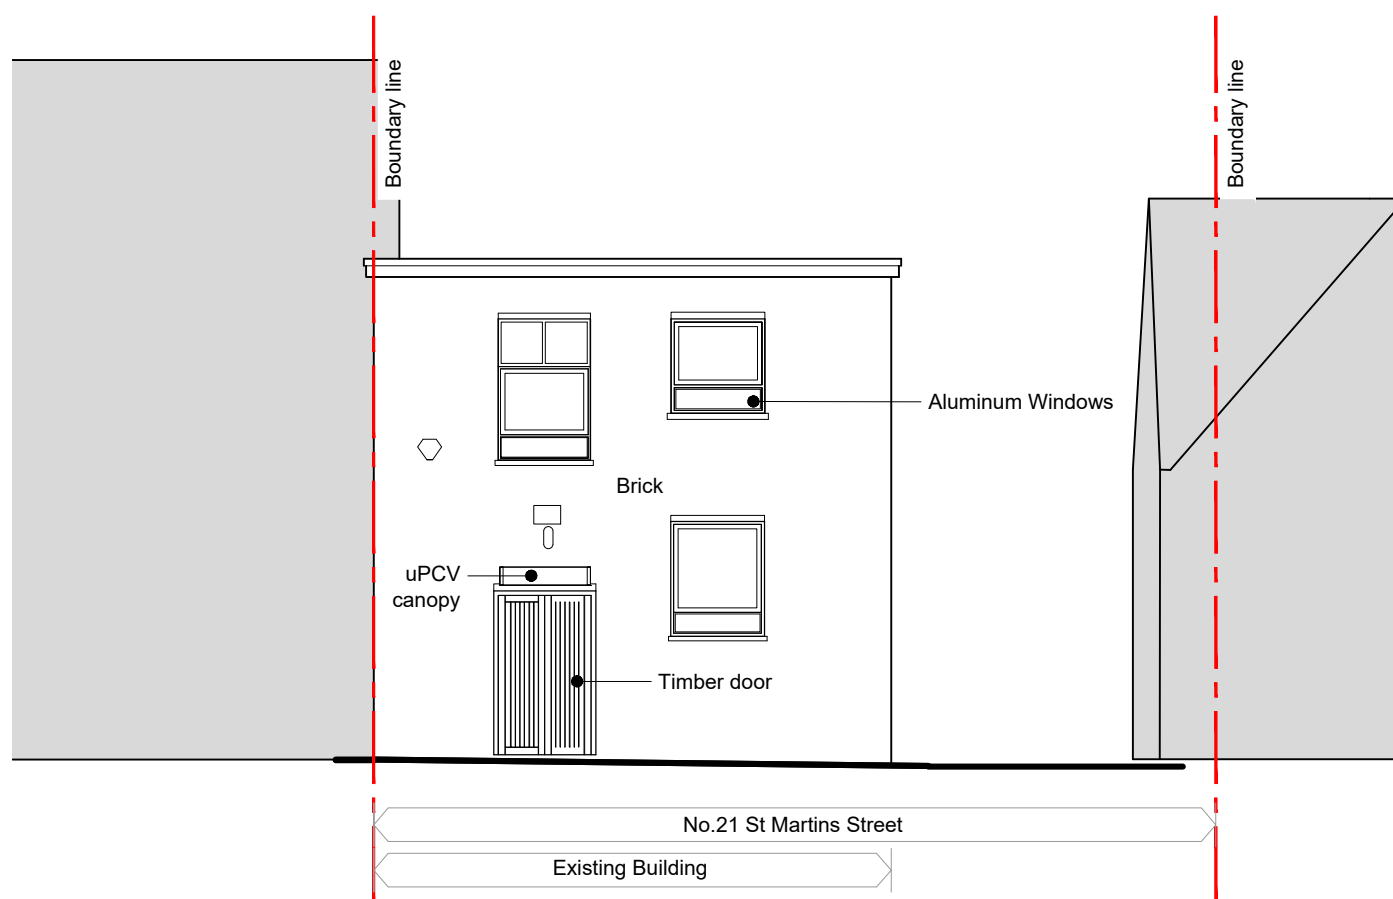 Boundary line
Boundary line
Aluminum Windows
Brick
uPCV
canopy
Timber door
No.21 St Martins Street
Existing Building